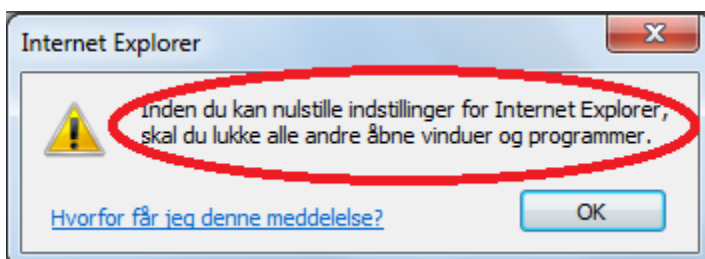 Internet Explorer
Inden du kan nulstille indstillinger for Internet Explorer,
skal du lukke alle andre åbne vinduer og programmer.
Hvorfor får jeg denne meddelelse?
OK